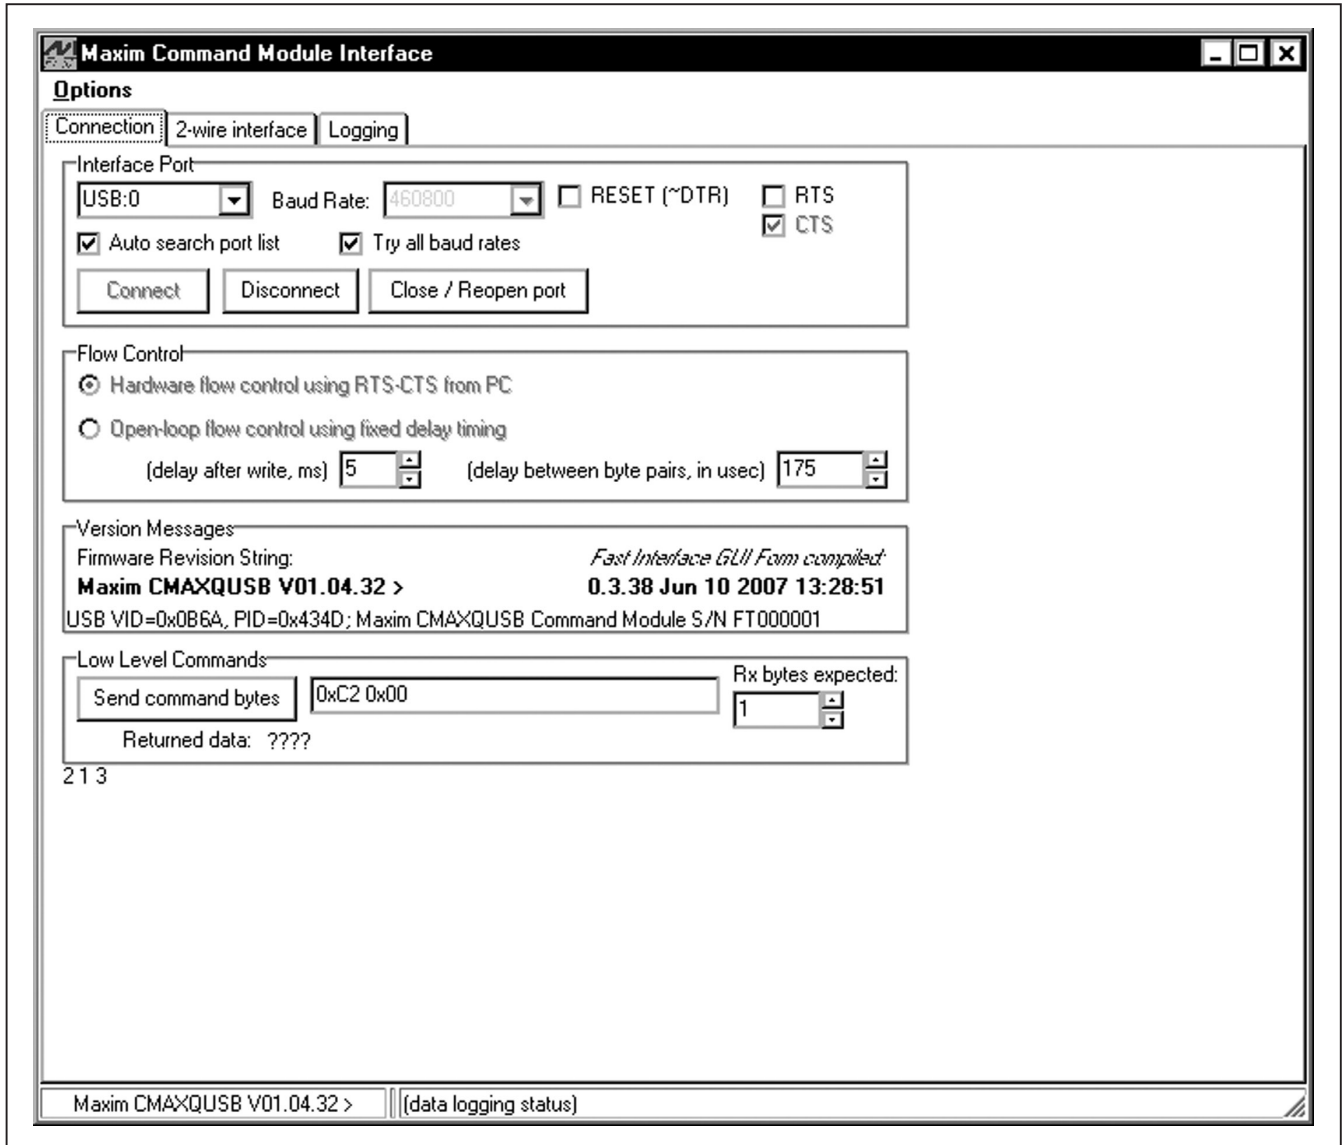 Maxim Command Module Interface
Options
Connection 2-wire interface Logging
Interface Port
USB:0 Baud Rate: 460800 RESET (~DTR) RTS
CTS
Auto search port list Try all baud rates
Connect Disconnect Close / Reopen port
Flow Control
Hardware flow control using RTS-CTS from PC
Open-loop flow control using fixed delay timing
(delay after write, ms) 5 (delay between byte pairs, in usec) 175
Version Messages
Firmware Revision String: Fast Interface GUI Form compiled:
Maxim CMAXQUSB V01.04.32 > 0.3.38 Jun 10 2007 13:28:51
USB VID=0x0B6A, PID=0x434D; Maxim CMAXQUSB Command Module S/N FT000001
Low Level Commands
Rx bytes expected:
Send command bytes 0xC2 0x00 1
Returned data: ????
2 1 3
Maxim CMAXQUSB V01.04.32 > (data logging status)